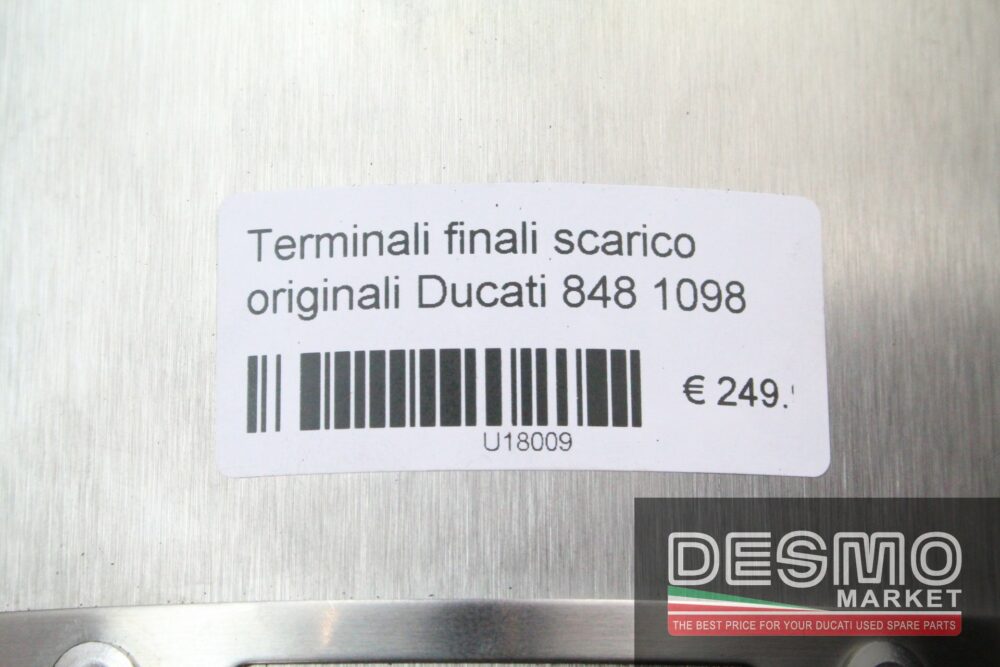 Terminali finali scarico
originali Ducati 848 1098
€ 249.
U18009
DESMO
MARKET
THE BEST PRICE FOR YOUR DUCATI USED SPARE PARTS